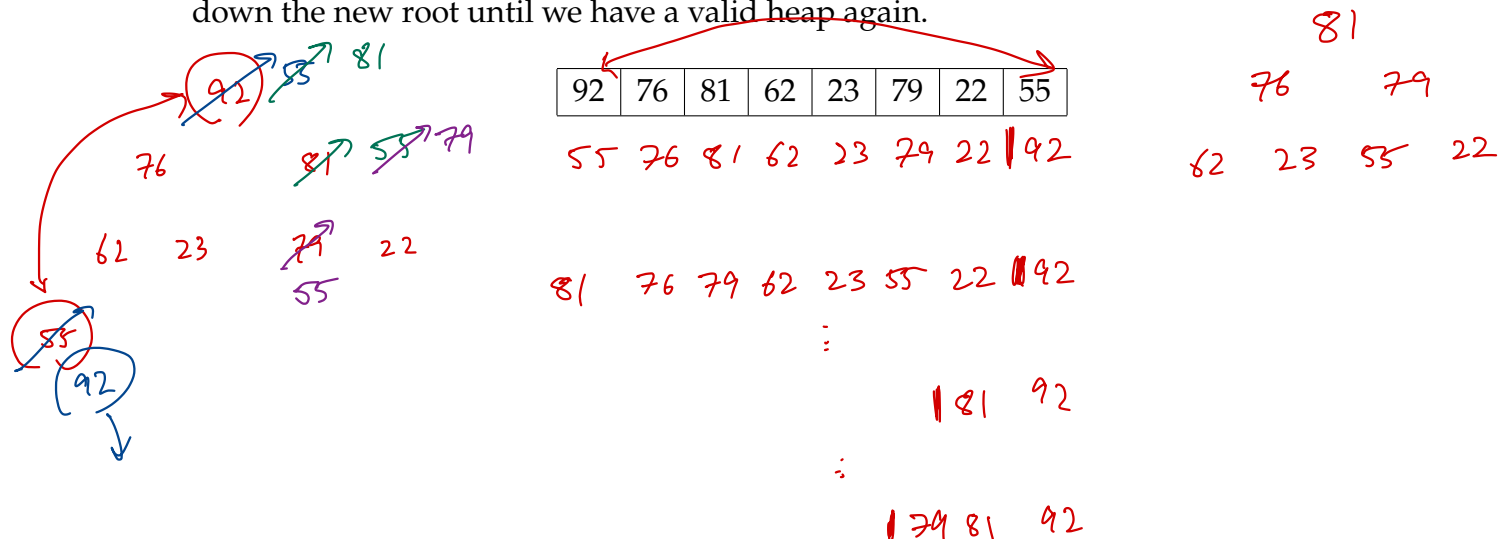 down the new root until we have a valid heap again.
81
92 55 81
92 76 81 62 23 79 22 55
76 79
76 81 55 79
55 76 81 62 23 79 22 | 92
62 23 55 22
62 23 79 22
55
81 76 79 62 23 55 22 | 92
⋮
55
92
| 81 92
⋮
| 79 81 92